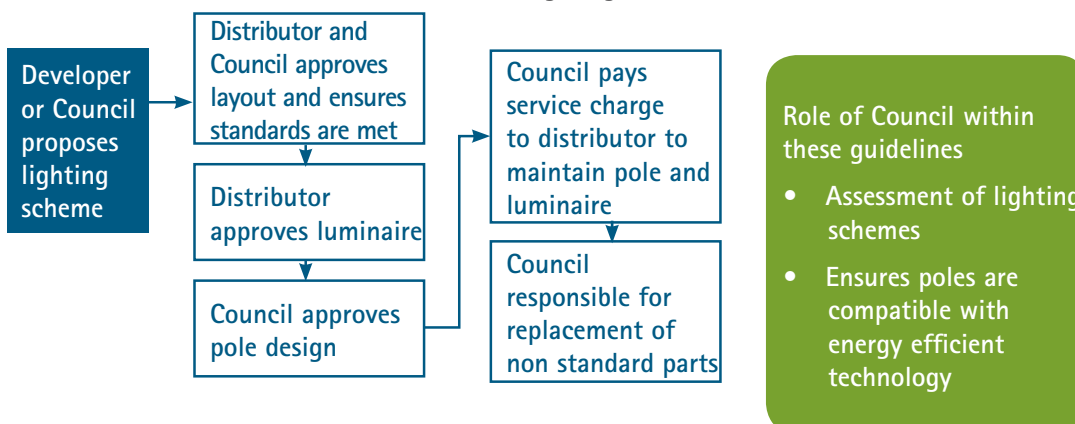 Developer
or Council
proposes
lighting
scheme
Distributor and
Council approves
layout and ensures
standards are met
Distributor
approves luminaire
Council approves
pole design
Council pays
service charge
to distributor to
maintain pole and
luminaire
Council
responsible for
replacement of
non standard parts
Role of Council within
these guidelines
• Assessment of lighting
schemes
• Ensures poles are
compatible with
energy efficient
technology